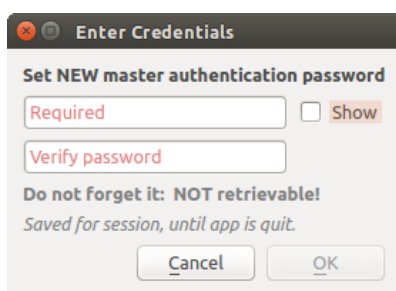 Enter Credentials
Set NEW master authentication password
Required
Show
Verify password
Do not forget it: NOT retrievable!
Saved for session, until app is quit.
Cancel OK